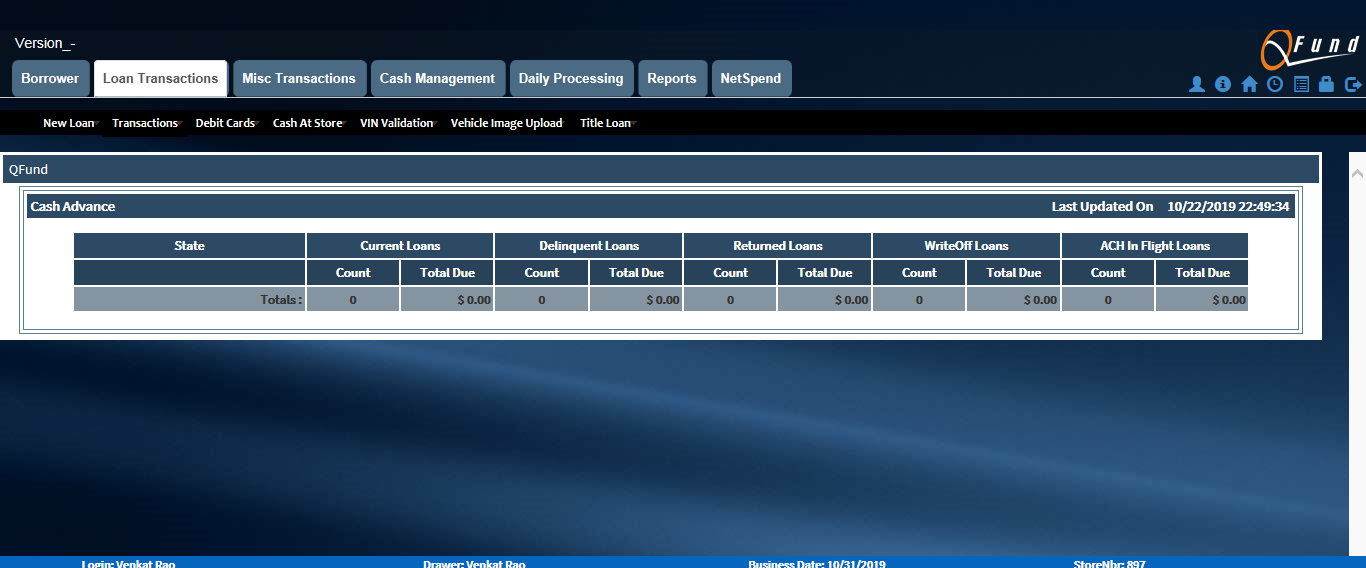 Version_-
QFund
Borrower Loan Transactions Misc Transactions Cash Management Daily Processing Reports NetSpend
New Loan Transactions Debit Cards Cash At Store VIN Validation Vehicle Image Upload Title Loan
QFund
Cash Advance Last Updated On 10/22/2019 22:49:34
State Current Loans Delinquent Loans Returned Loans WriteOff Loans ACH In Flight Loans
Count Total Due Count Total Due Count Total Due Count Total Due Count Total Due
Totals : 0 $ 0.00 0 $ 0.00 0 $ 0.00 0 $ 0.00 0 $ 0.00
Login: Venkat Rao Drawer: Venkat Rao Business Date: 10/31/2019 StoreNbr: 897